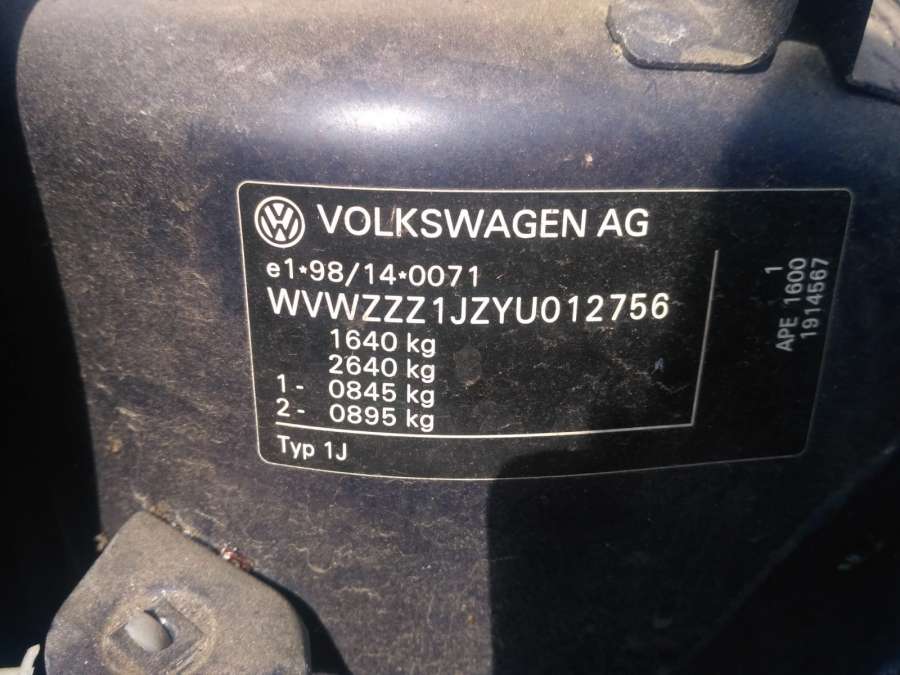 VOLKSWAGEN AG
e1*98/14*0071
WVWZZZ1JZYU012756
1640 kg
2640 kg
1- 0845 kg
2- 0895 kg
Typ 1J
1
APE 1600
1914567